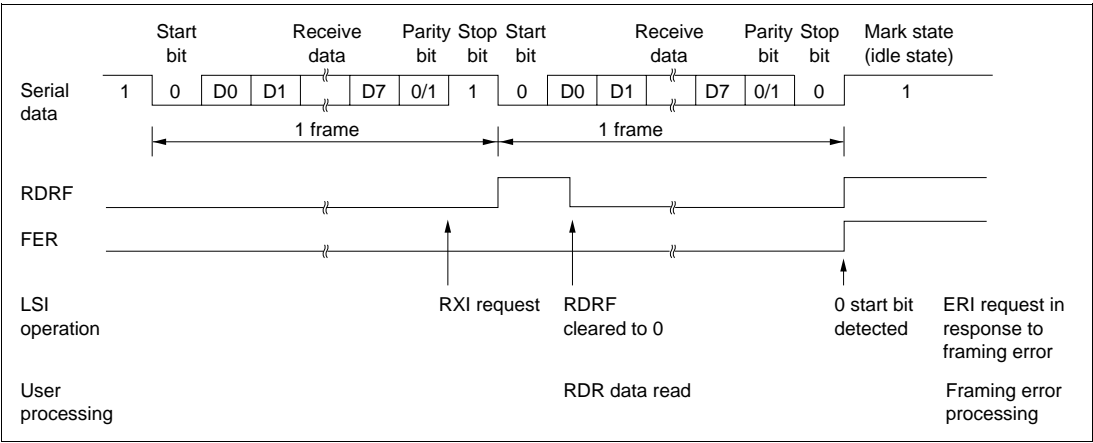 Start bit Receive data Parity bit Stop bit Start bit Receive data Parity bit Stop bit Mark state (idle state)
Serial data 1 0 D0 D1 D7 0/1 1 0 D0 D1 D7 0/1 0 1
1 frame 1 frame
RDRF
FER
LSI operation RXI request RDRF cleared to 0 0 start bit detected ERI request in response to framing error
User processing RDR data read Framing error processing